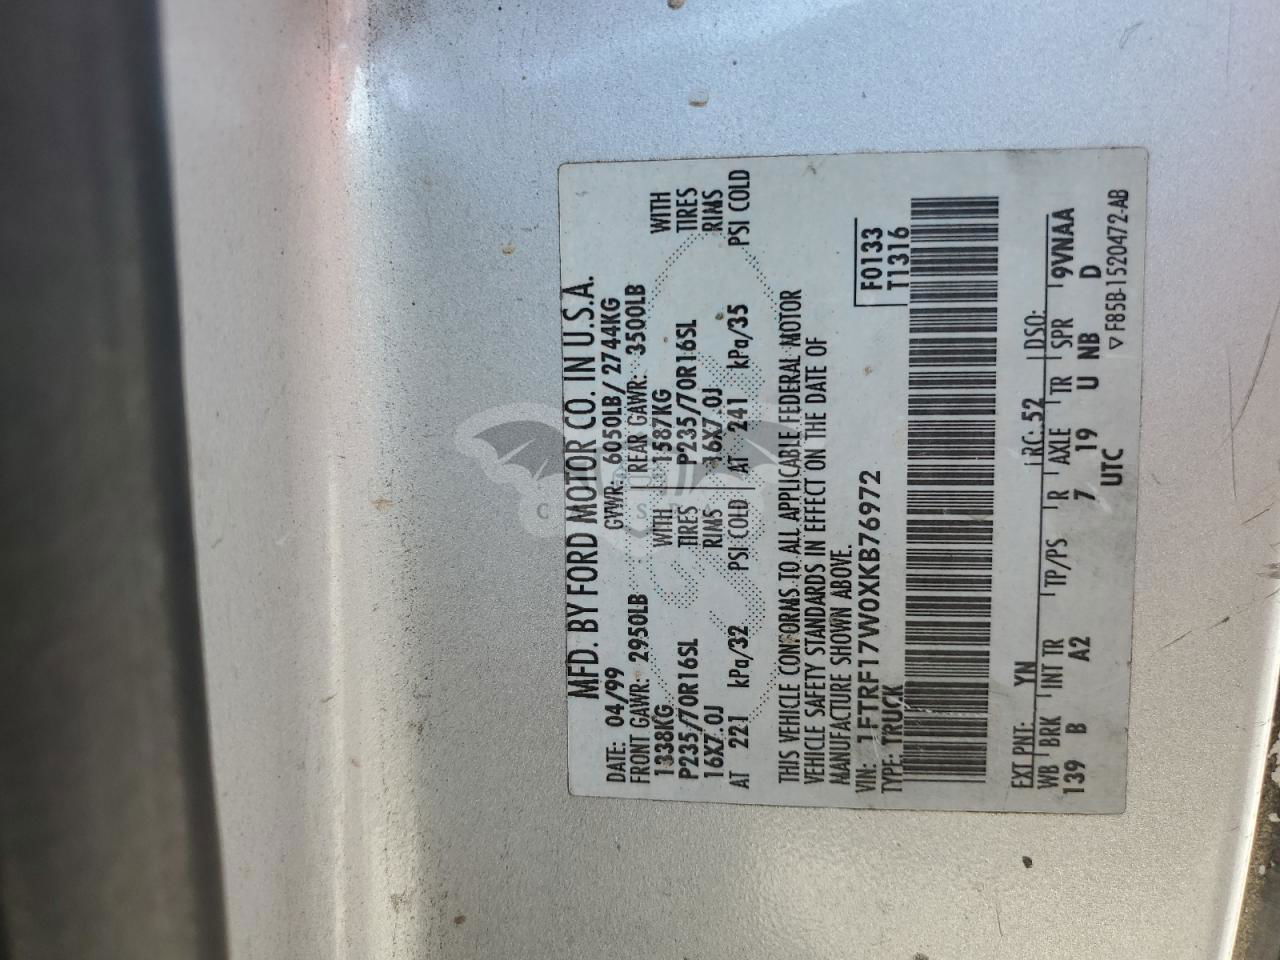 MFD. BY FORD MOTOR CO. IN U.S.A.
DATE: 04/99 GVWR: 6050LB / 2744KG
FRONT GAWR: 2950LB REAR GAWR: 3500LB
1338KG WITH 1587KG WITH
P235/70R16SL TIRES P235/70R16SL TIRES
16X7.0J RIMS 16X7.0J RIMS
AT 221 kPa/32 PSI COLD AT 241 kPa/35 PSI COLD
THIS VEHICLE CONFORMS TO ALL APPLICABLE FEDERAL MOTOR
VEHICLE SAFETY STANDARDS IN EFFECT ON THE DATE OF
MANUFACTURE SHOWN ABOVE.
VIN: 1FTRF17W0XKB76972 F0133
TYPE: TRUCK T1316
EXT PNT: YN RC: 52 DSO:
WB BRK INT TR TP/PS R AXLE TR SPR 9VNAA
139 B A2 7 19 U NB D
UTC ▽ F85B-1520472-AB